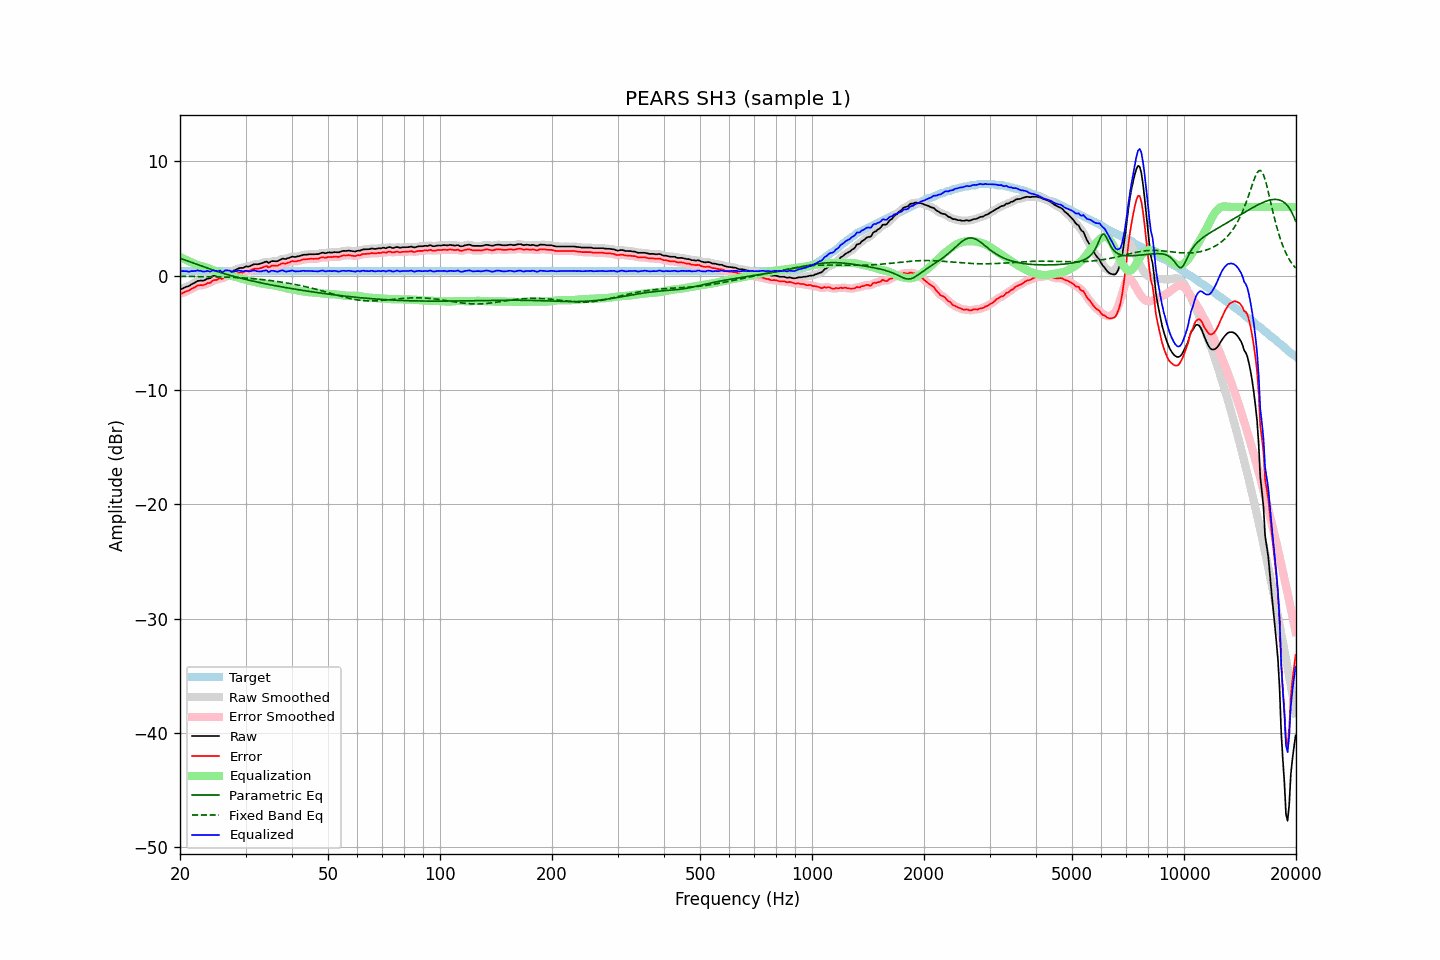 PEARS SH3 (sample 1)
10
0
−10
−20
−30
−40
−50
Amplitude (dBr)
Target
Raw Smoothed
Error Smoothed
Raw
Error
Equalization
Parametric Eq
Fixed Band Eq
Equalized
20
50
100
200
500
1000
2000
5000
10000
20000
Frequency (Hz)